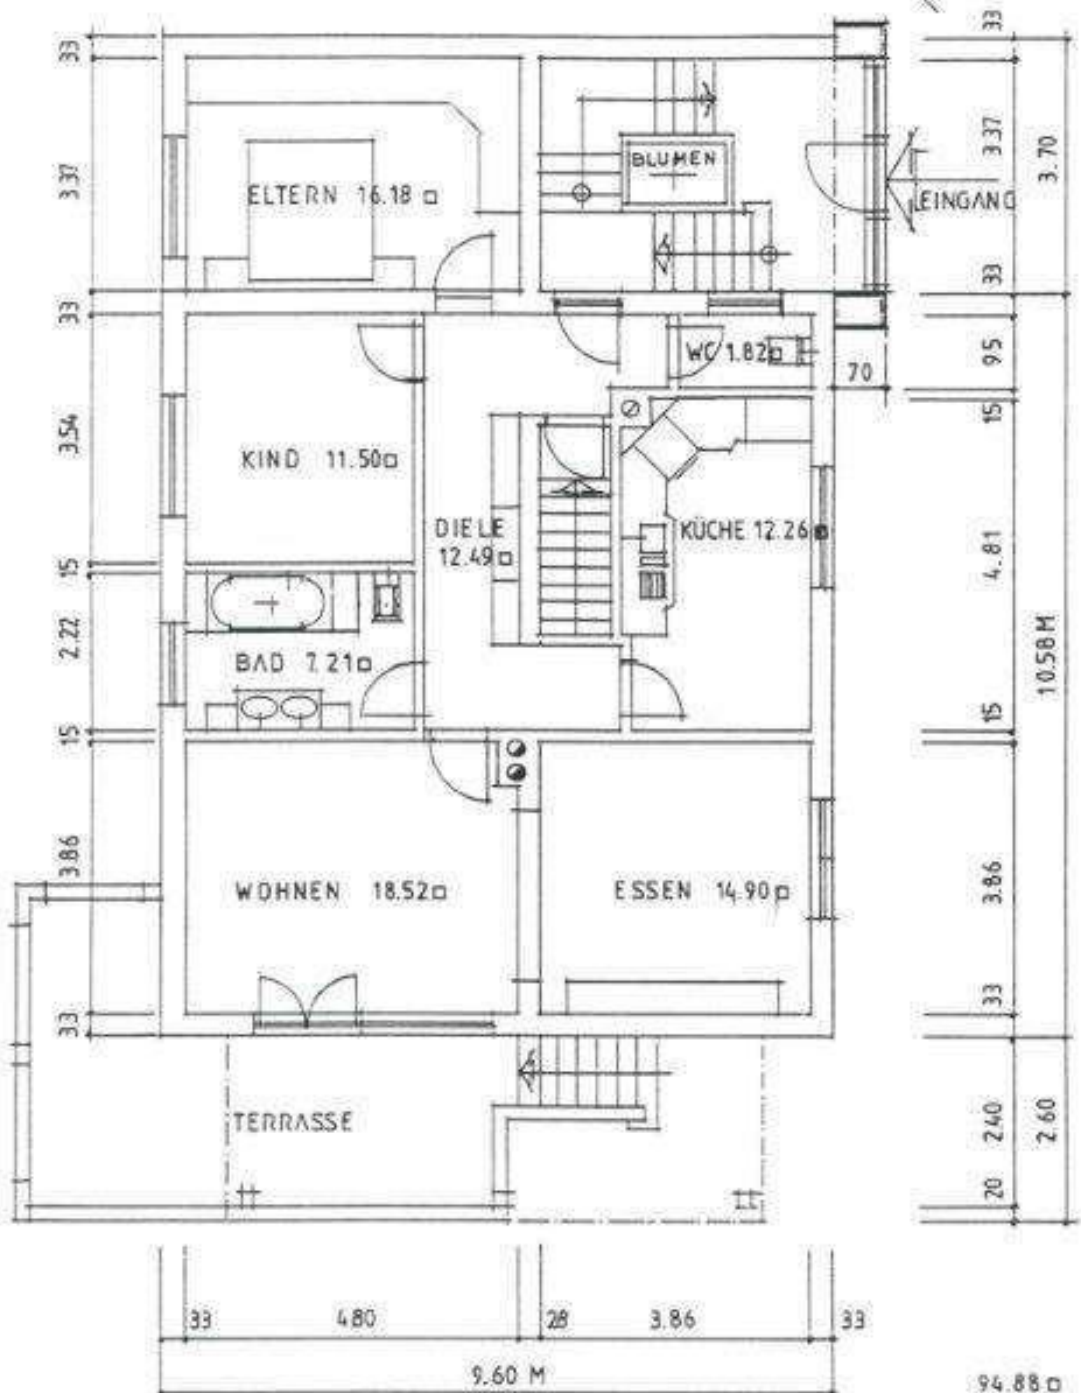 33
33
BLUMEN
3.37
3.37
3.70
ELTERN 16.18
EINGANG
33
33
WC 1.82
95
70
15
3.54
KIND 11.50
DIELE
12.49
KÜCHE 12.26
4.81
15
2.22
BAD 7.21
10.58 M
15
15
3.86
WOHNEN 18.52
ESSEN 14.90
3.86
33
33
TERRASSE
2.40
2.60
20
33
4.80
28
3.86
33
9.60 M
94.88